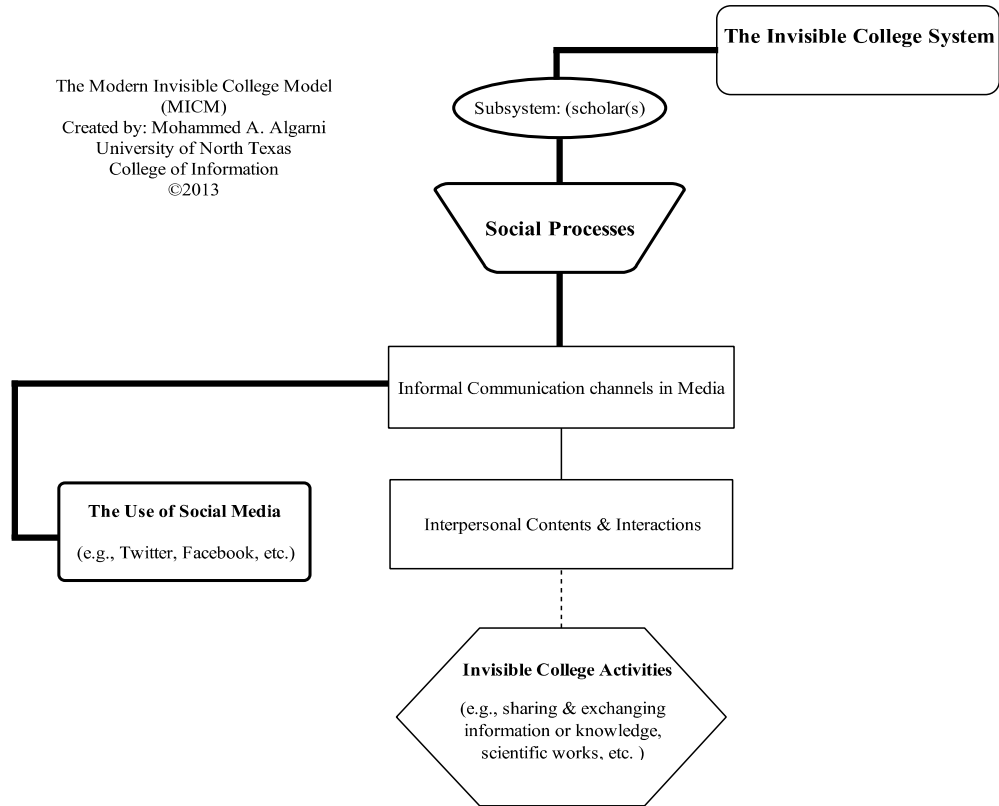 The Invisible College System
The Modern Invisible College Model
(MICM)
Created by: Mohammed A. Algarni
University of North Texas
College of Information
©2013
Subsystem: (scholar(s)
Social Processes
Informal Communication channels in Media
The Use of Social Media
(e.g., Twitter, Facebook, etc.)
Interpersonal Contents & Interactions
Invisible College Activities
(e.g., sharing & exchanging
information or knowledge,
scientific works, etc. )